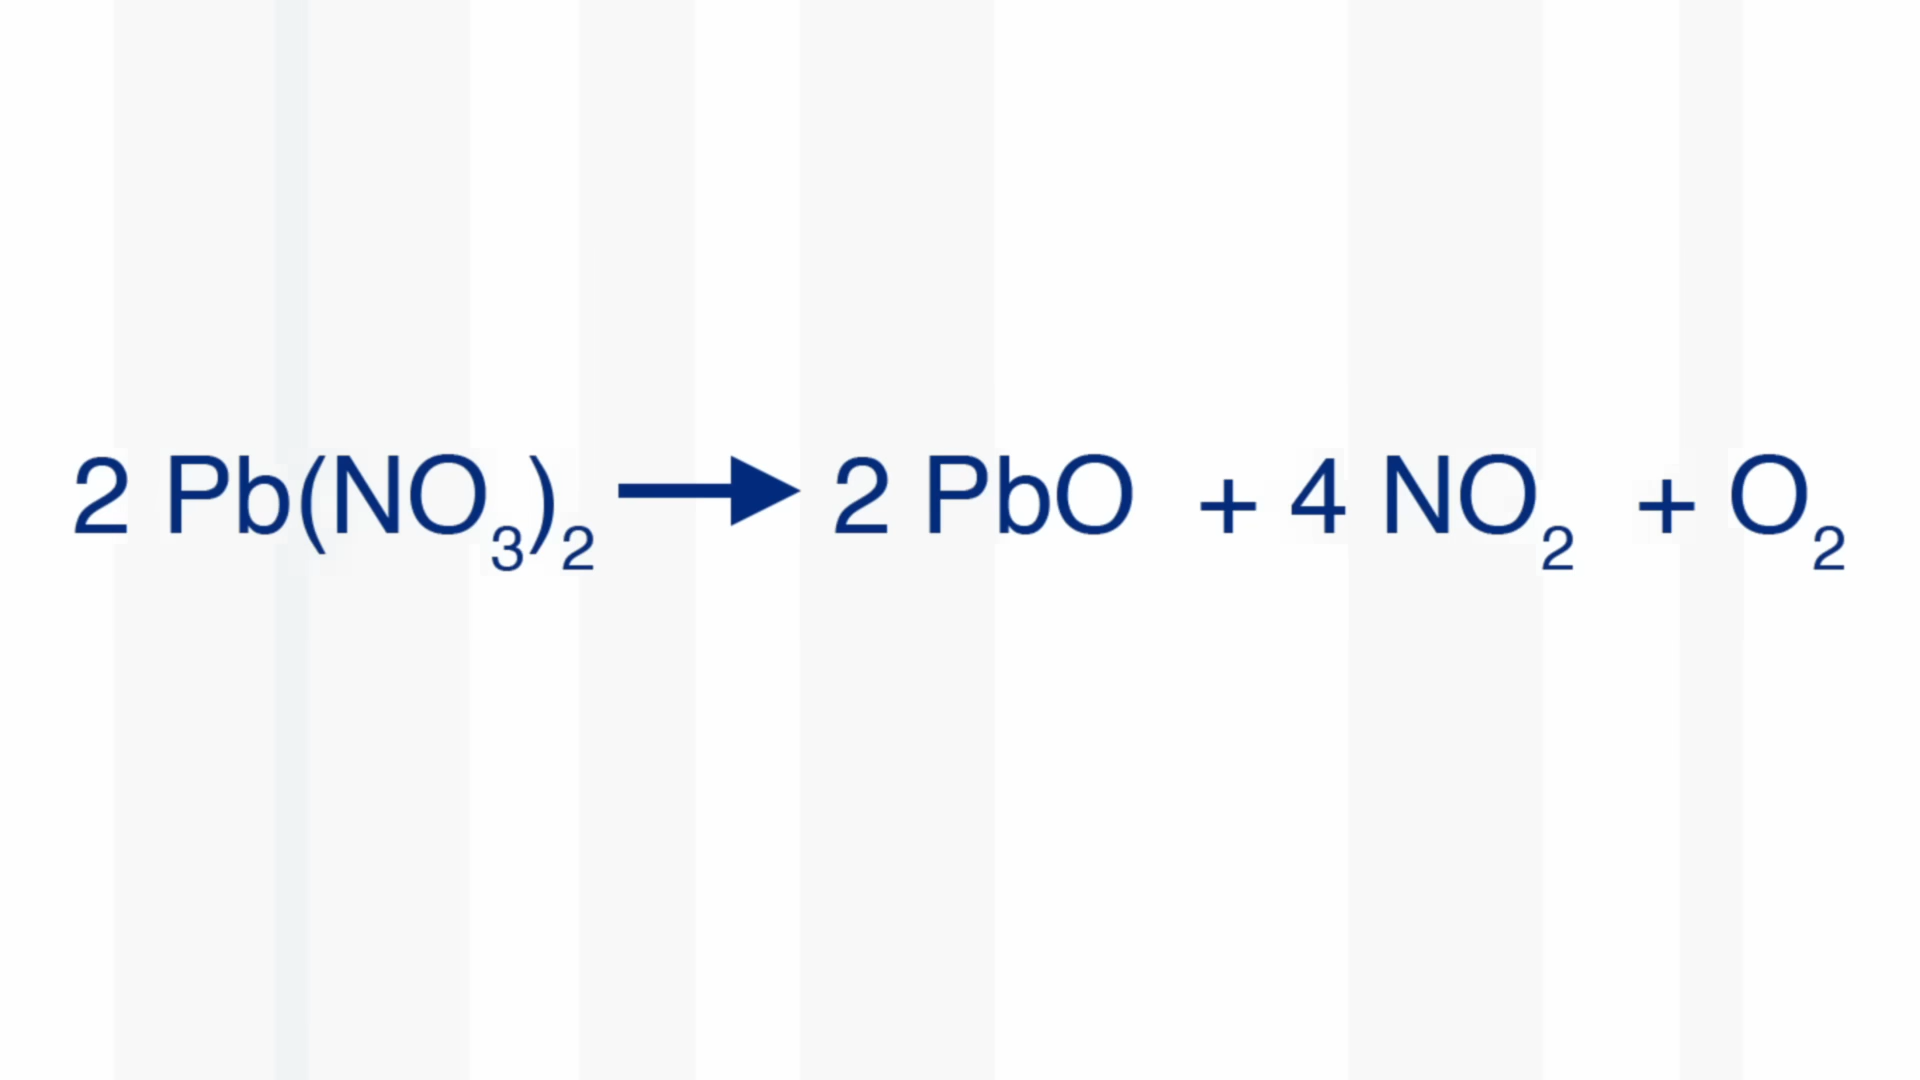 2 Pb(NO₃)₂ → 2 PbO + 4 NO₂ + O₂